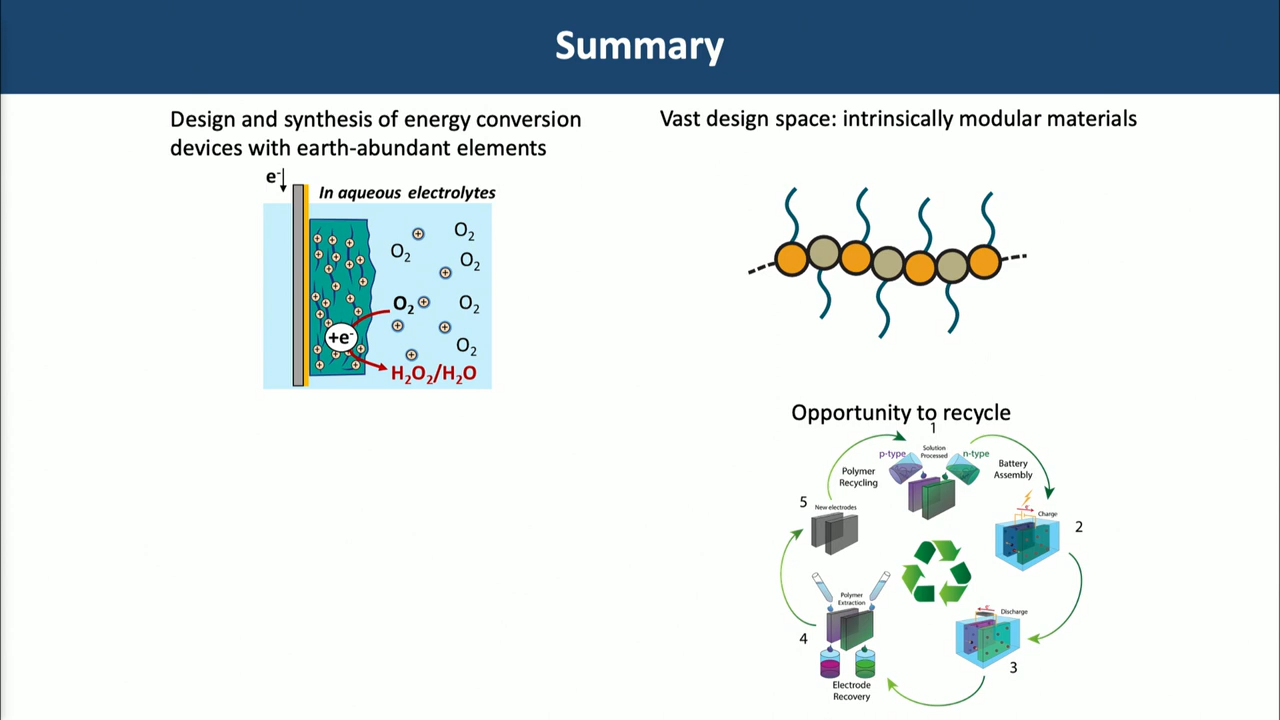 Summary
Design and synthesis of energy conversion
devices with earth-abundant elements
e-
In aqueous electrolytes
O2
O2
O2
O2
O2
O2
+e-
H2O2/H2O
Vast design space: intrinsically modular materials
Opportunity to recycle
1
Solution
Processed
p-type
n-type
Battery
Assembly
Charge
e-
2
Discharge
e-
3
Electrode
Recovery
Polymer
Extraction
4
5
New electrodes
Polymer
Recycling